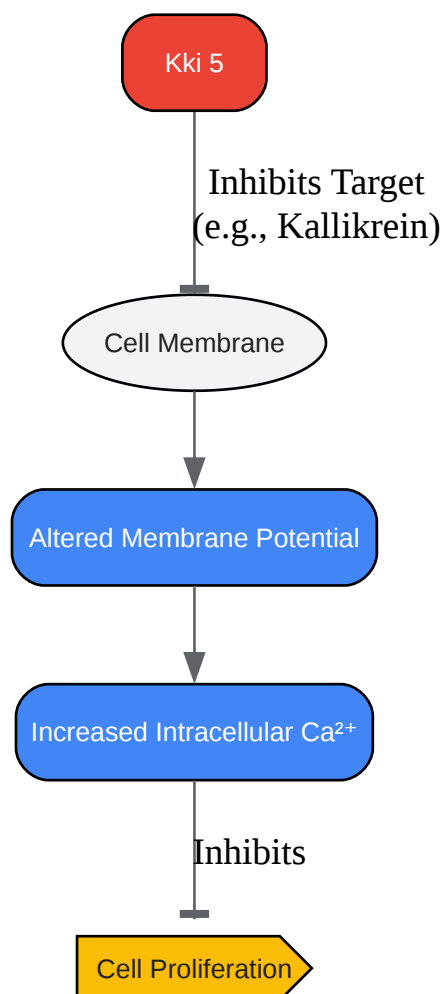 Kki 5
Inhibits Target
(e.g., Kallikrein)
Cell Membrane
Altered Membrane Potential
Increased Intracellular Ca²⁺
Inhibits
Cell Proliferation